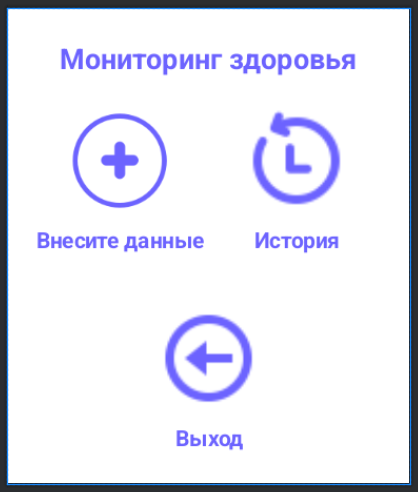 Мониторинг здоровья
Внесите данные
История
Выход